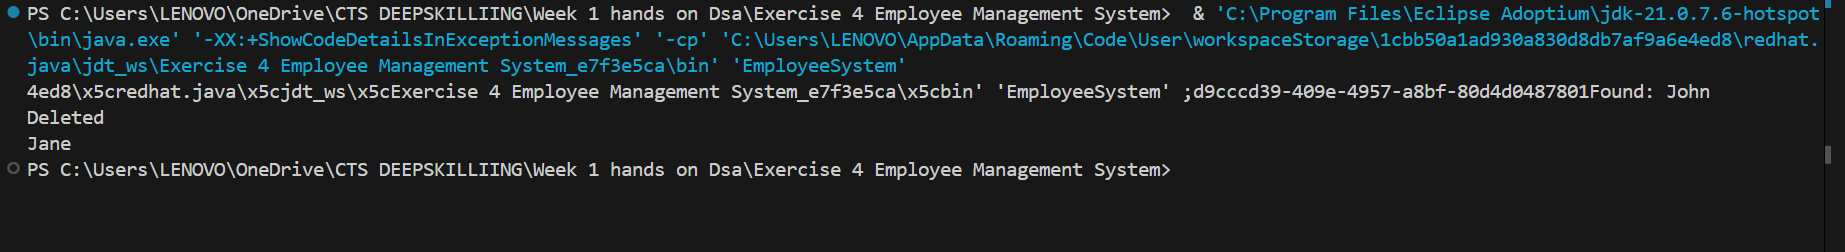 PS C:\Users\LENOVO\OneDrive\CTS DEEPSKILLIING\Week 1 hands on Dsa\Exercise 4 Employee Management System>  & 'C:\Program Files\Eclipse Adoptium\jdk-21.0.7.6-hotspot
\bin\java.exe' '-XX:+ShowCodeDetailsInExceptionMessages' '-cp' 'C:\Users\LENOVO\AppData\Roaming\Code\User\workspaceStorage\1cbb50a1ad930a830d8db7af9a6e4ed8\redhat.
java\jdt_ws\Exercise 4 Employee Management System_e7f3e5ca\bin' 'EmployeeSystem'
4ed8\x5credhat.java\x5cjdt_ws\x5cExercise 4 Employee Management System_e7f3e5ca\x5cbin' 'EmployeeSystem' ;d9cccd39-409e-4957-a8bf-80d4d0487801Found: John
Deleted
Jane
PS C:\Users\LENOVO\OneDrive\CTS DEEPSKILLIING\Week 1 hands on Dsa\Exercise 4 Employee Management System>